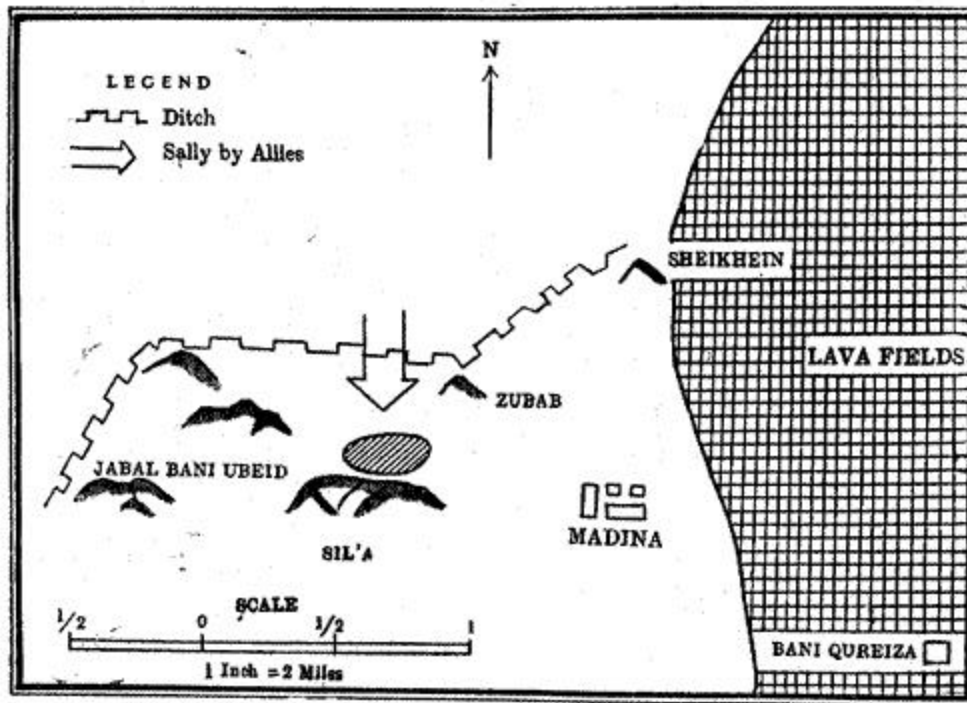 N
LEGEND
Ditch
Sally by Allies
SHEIKHEIN
LAVA FIELDS
ZUBAB
JABAL BANI UBEID
MADINA
SIL'A
SCALE
1/2 0 1/2 1
1 Inch = 2 Miles
BANI QUREIZA